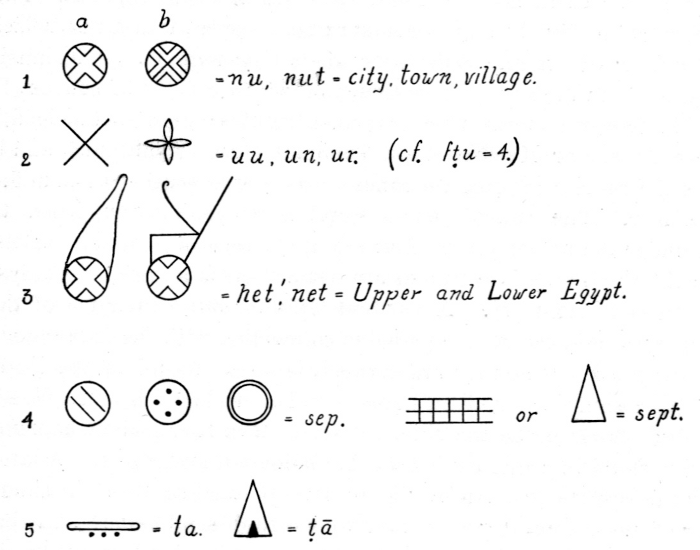 a b
1 = nu, nut = city, town, village.
2 = uu, un, ur. (cf. fṭu = 4.)
3 = het', net = Upper and Lower Egypt.
4 = sep. or = sept.
5 = ta. = ṭā